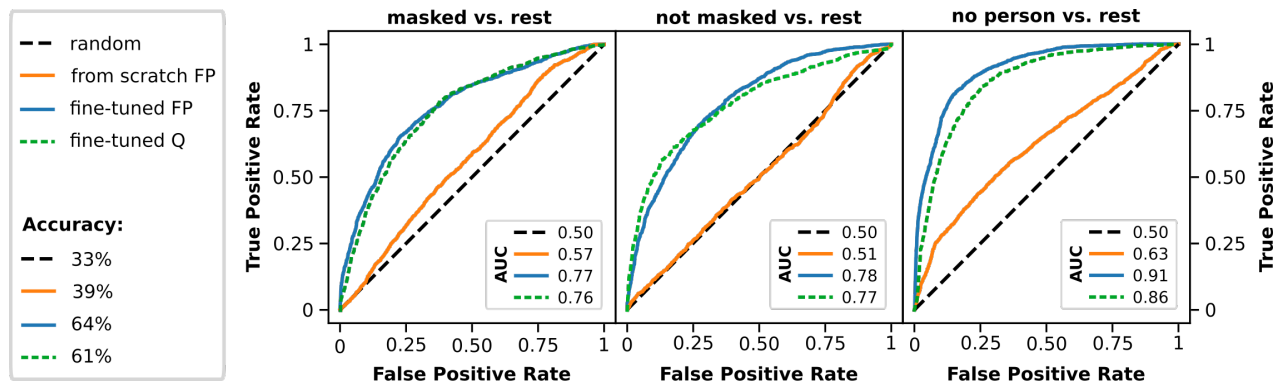 random
from scratch FP
fine-tuned FP
fine-tuned Q
Accuracy:
33%
39%
64%
61%
masked vs. rest
not masked vs. rest
no person vs. rest
True Positive Rate
1
0.75
0.50
0.25
0
AUC
0.50
0.57
0.77
0.76
0 0.25 0.50 0.75 1
False Positive Rate
AUC
0.50
0.51
0.78
0.77
0 0.25 0.50 0.75 1
False Positive Rate
AUC
0.50
0.63
0.91
0.86
0 0.25 0.50 0.75 1
False Positive Rate
1
0.75
0.50
0.25
0
True Positive Rate